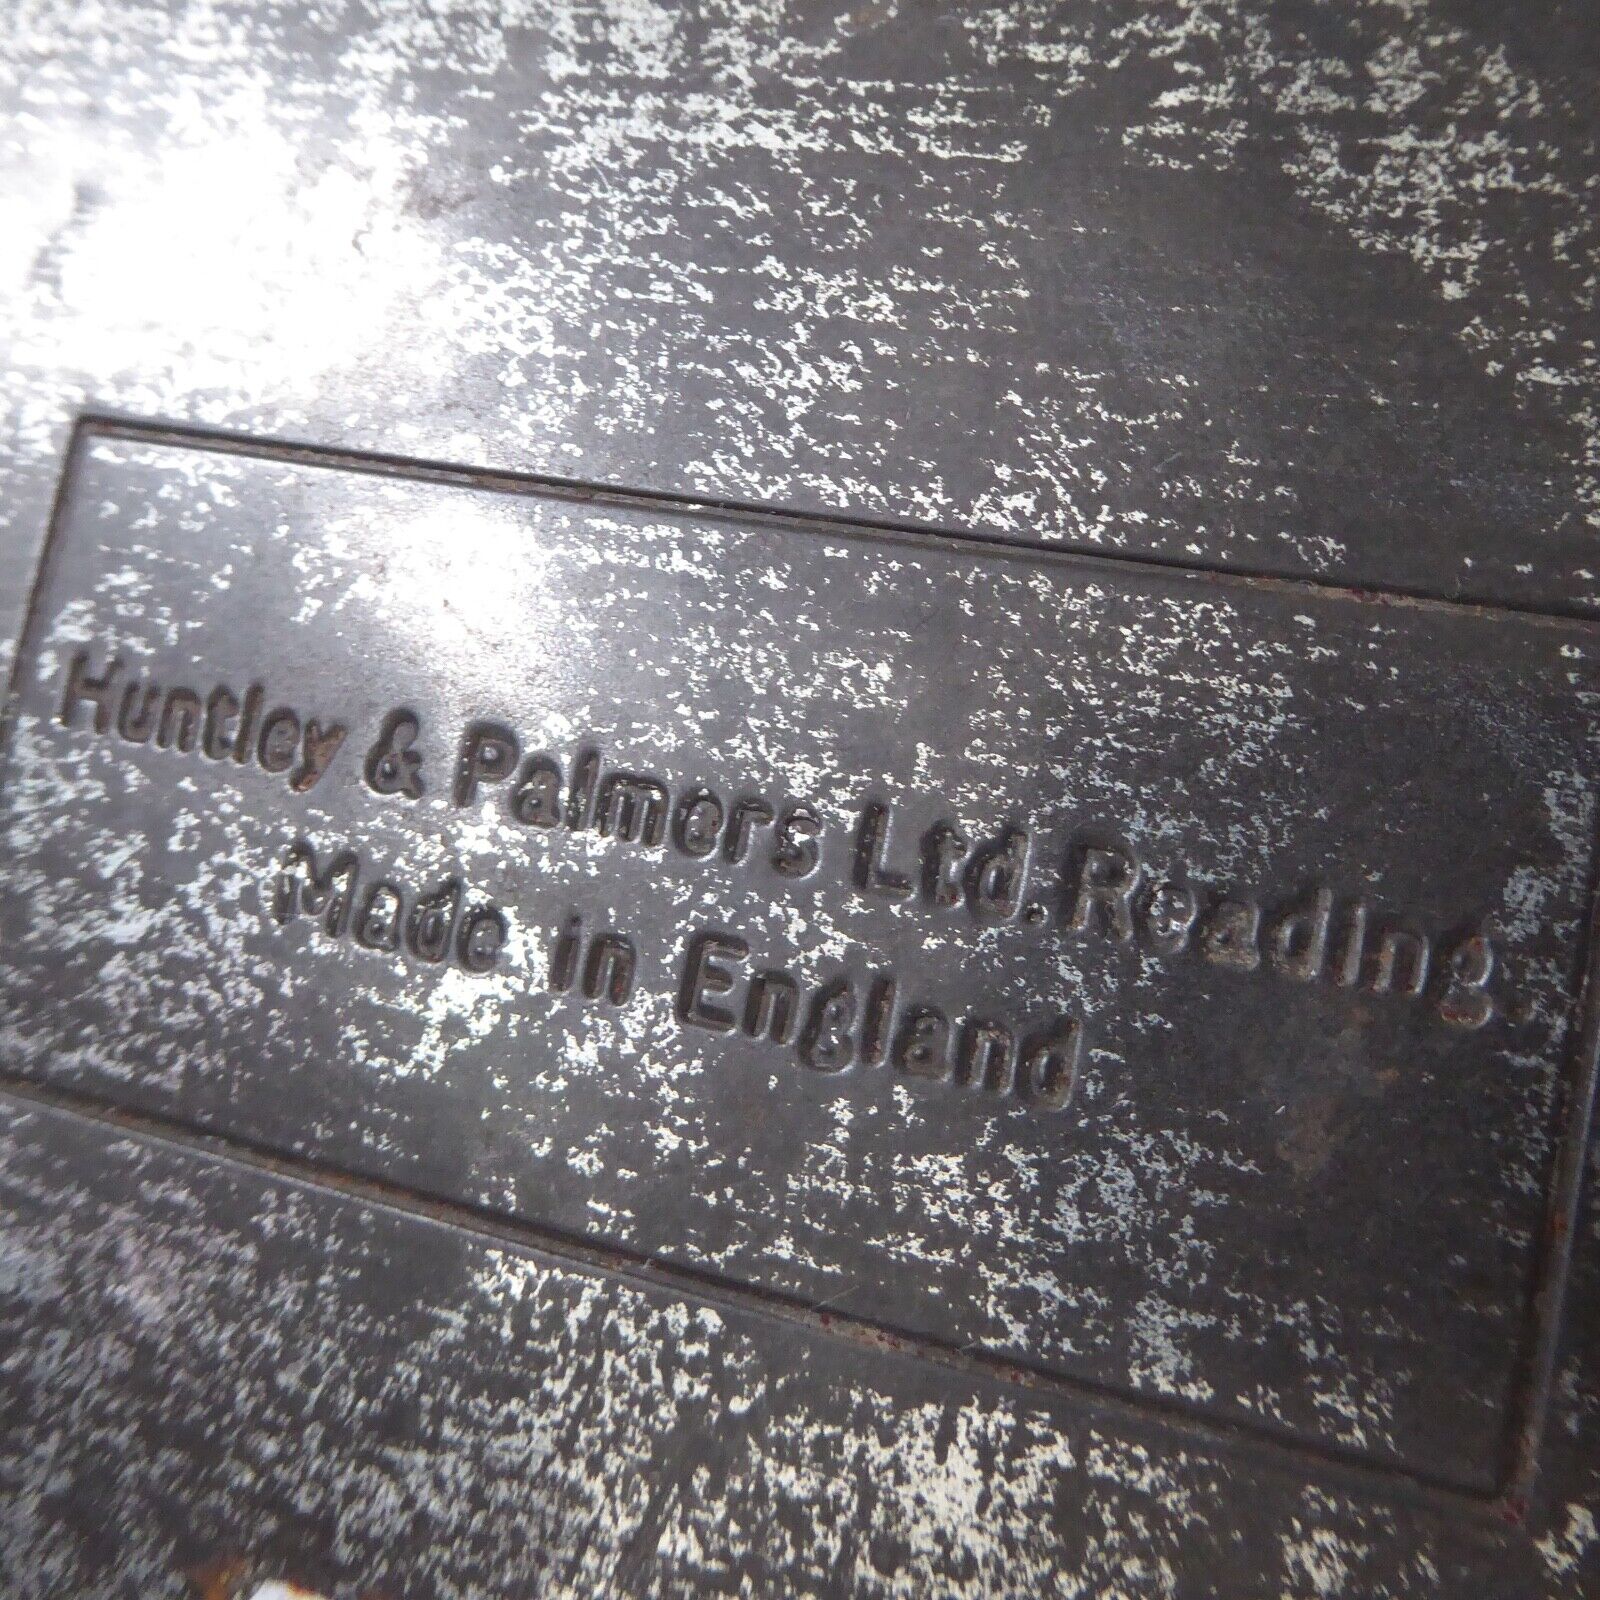 Huntley & Palmers Ltd. Reading.
Made in England